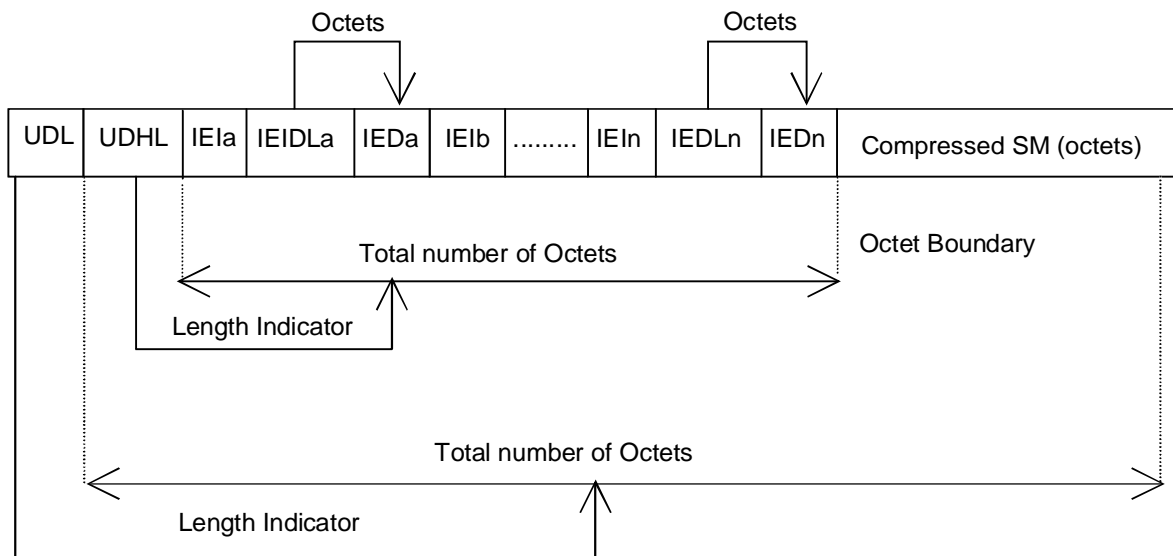 Octets Octets
UDL UDHL IEIa IEIDLa IEDa IEIb ......... IEIn IEDLn IEDn Compressed SM (octets)
Total number of Octets Octet Boundary
Length Indicator
Total number of Octets
Length Indicator